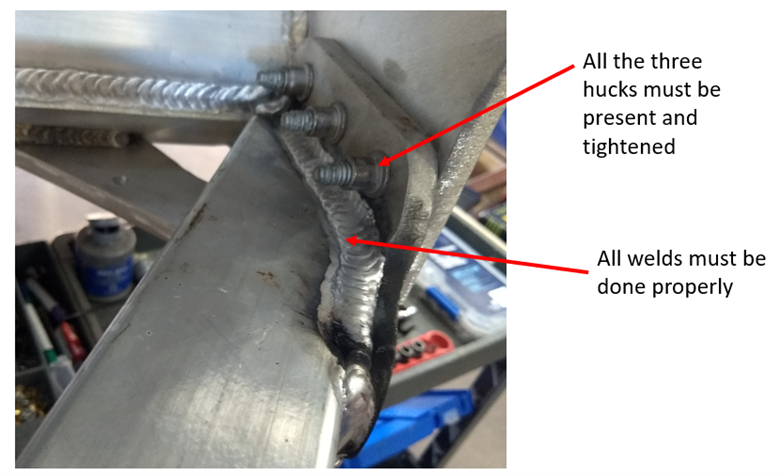 All the three
hucks must be
present and
tightened
All welds must be
done properly